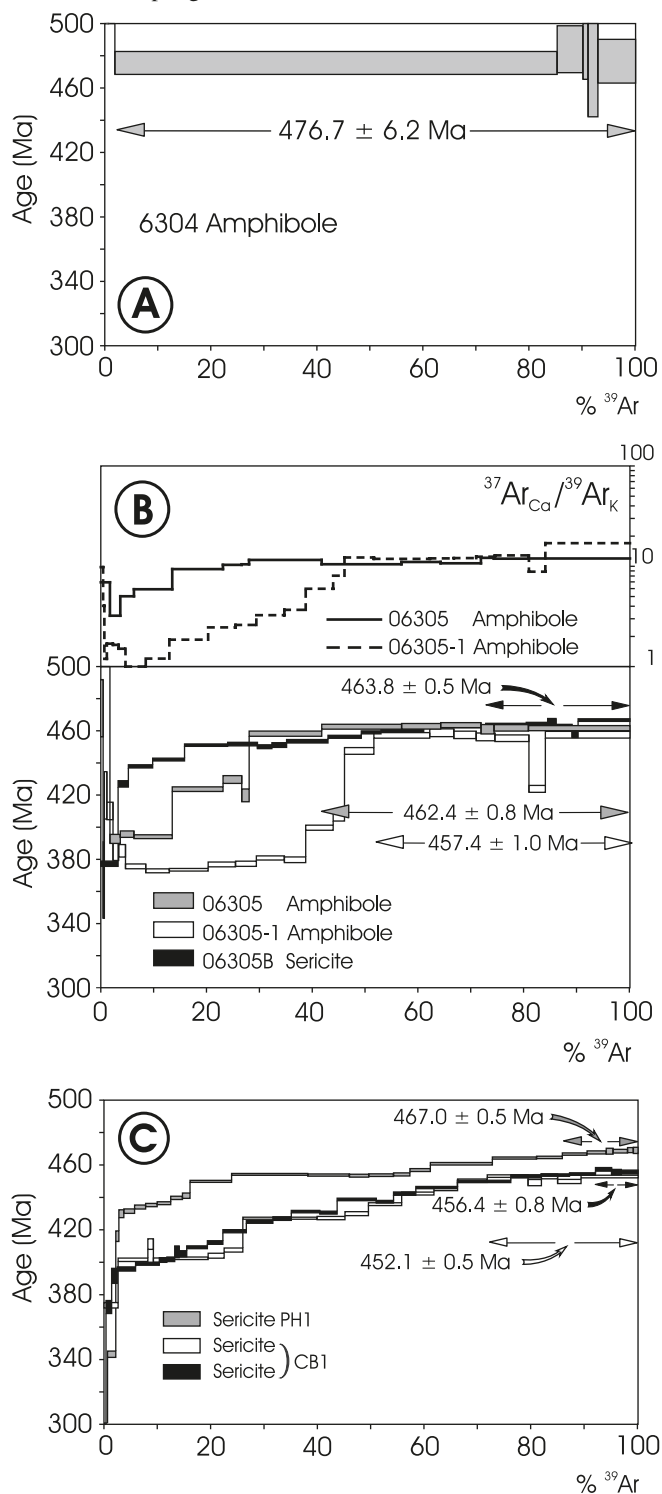 500
460
420
380
340
300
Age (Ma)
476.7 ± 6.2 Ma
6304 Amphibole
A
0 20 40 60 80 100
% ³⁹Ar
B
³⁷Ar_Ca/³⁹Ar_K
100
10
1
06305 Amphibole
06305-1 Amphibole
500
460
420
380
340
300
Age (Ma)
463.8 ± 0.5 Ma
462.4 ± 0.8 Ma
457.4 ± 1.0 Ma
06305 Amphibole
06305-1 Amphibole
06305B Sericite
0 20 40 60 80 100
% ³⁹Ar
C
500
460
420
380
340
300
Age (Ma)
467.0 ± 0.5 Ma
456.4 ± 0.8 Ma
452.1 ± 0.5 Ma
Sericite PH1
Sericite
Sericite
) CB1
0 20 40 60 80 100
% ³⁹Ar